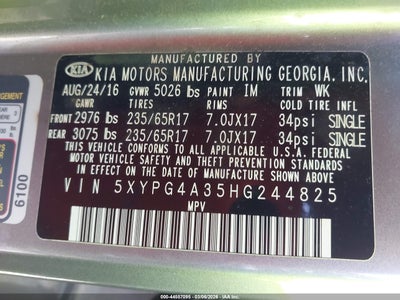 MANUFACTURED BY
KIA KIA MOTORS MANUFACTURING GEORGIA, INC.
AUG/24/16 GVWR 5026 lbs PAINT IM TRIM WK
GAWR TIRES RIMS COLD TIRE INFLATION
FRONT 2976 lbs 235/65R17 7.0JX17 34psi SINGLE
REAR 3075 lbs 235/65R17 7.0JX17 34psi SINGLE
THIS VEHICLE CONFORMS TO ALL APPLICABLE U.S.A. FEDERAL
MOTOR VEHICLE SAFETY AND THEFT PREVENTION STANDARDS
IN EFFECT ON THE DATE OF MANUFACTURE SHOWN ABOVE.
VIN 5XYPG4A35HG244825
MPV
6100